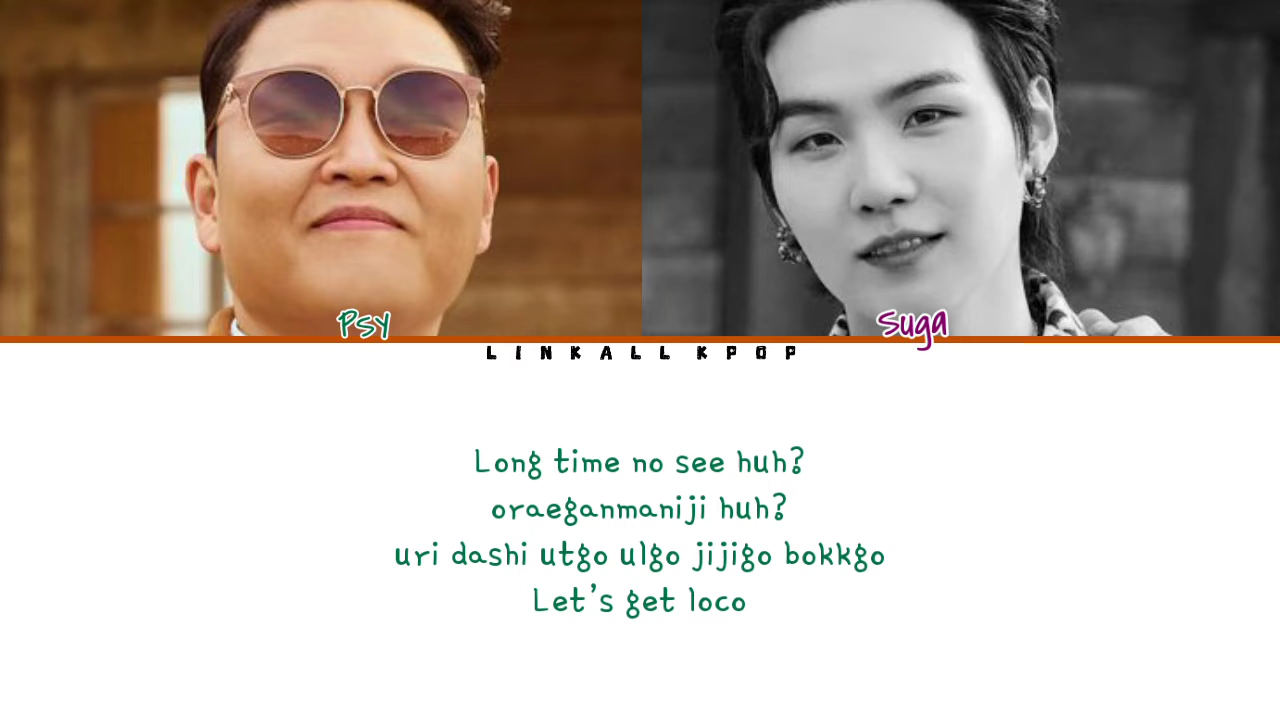 Psy
Suga
LINKALL KPOP
Long time no see huh?
oraeganmaniji huh?
uri dashi utgo ulgo jijigo bokkgo
Let's get loco